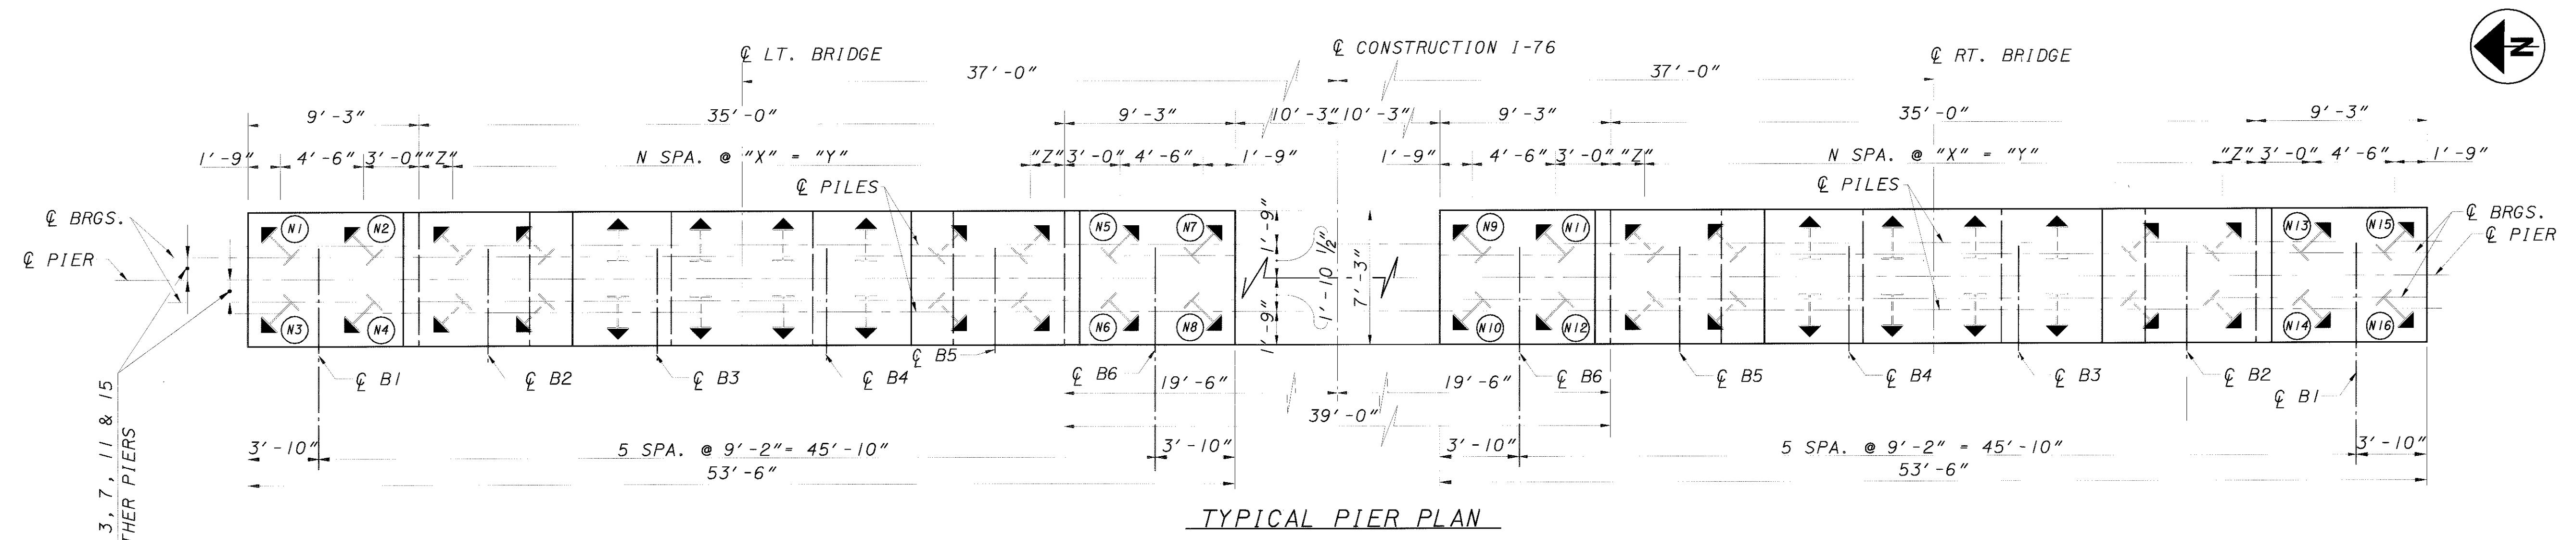 N
℄ LT. BRIDGE
℄ CONSTRUCTION I-76
℄ RT. BRIDGE
37'-0"
37'-0"
9'-3"
35'-0"
9'-3"
10'-3"
10'-3"
9'-3"
35'-0"
9'-3"
1'-9"
4'-6"
3'-0"
"Z"
N SPA. @ "X" = "Y"
"Z"
3'-0"
4'-6"
1'-9"
1'-9"
4'-6"
3'-0"
"Z"
N SPA. @ "X" = "Y"
"Z"
3'-0"
4'-6"
1'-9"
℄ PILES
℄ PILES
℄ BRGS.
℄ PIER
N1
N2
N5
N7
N9
N11
N13
N15
℄ BRGS.
℄ PIER
1'-9"
1'-10 1/2"
1'-9"
7'-3"
N3
N4
N6
N8
N10
N12
N14
N16
℄ B1
℄ B2
℄ B3
℄ B4
℄ B5
℄ B6
℄ B6
℄ B5
℄ B4
℄ B3
℄ B2
℄ B1
19'-6"
19'-6"
39'-0"
3'-10"
5 SPA. @ 9'-2"= 45'-10"
3'-10"
3'-10"
5 SPA. @ 9'-2" = 45'-10"
3'-10"
53'-6"
53'-6"
3, 7, 11 & 15
THER PIERS
TYPICAL PIER PLAN